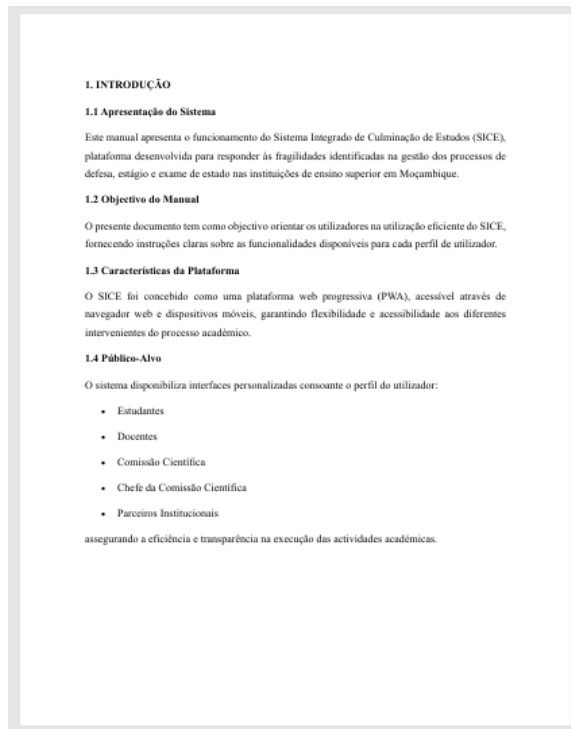 1. INTRODUÇÃO
1.1 Apresentação do Sistema
Este manual apresenta o funcionamento do Sistema Integrado de Culminação de Estudos (SICE),
plataforma desenvolvida para responder às fragilidades identificadas na gestão dos processos de
defesa, estágio e exame de estado nas instituições de ensino superior em Moçambique.
1.2 Objectivo do Manual
O presente documento tem como objectivo orientar os utilizadores na utilização eficiente do SICE,
fornecendo instruções claras sobre as funcionalidades disponíveis para cada perfil de utilizador.
1.3 Características da Plataforma
O SICE foi concebido como uma plataforma web progressiva (PWA), acessível através de
navegador web e dispositivos móveis, garantindo flexibilidade e acessibilidade aos diferentes
intervenientes do processo académico.
1.4 Público-Alvo
O sistema disponibiliza interfaces personalizadas consoante o perfil do utilizador:
• Estudantes
• Docentes
• Comissão Científica
• Chefe da Comissão Científica
• Parceiros Institucionais
assegurando a eficiência e transparência na execução das actividades académicas.